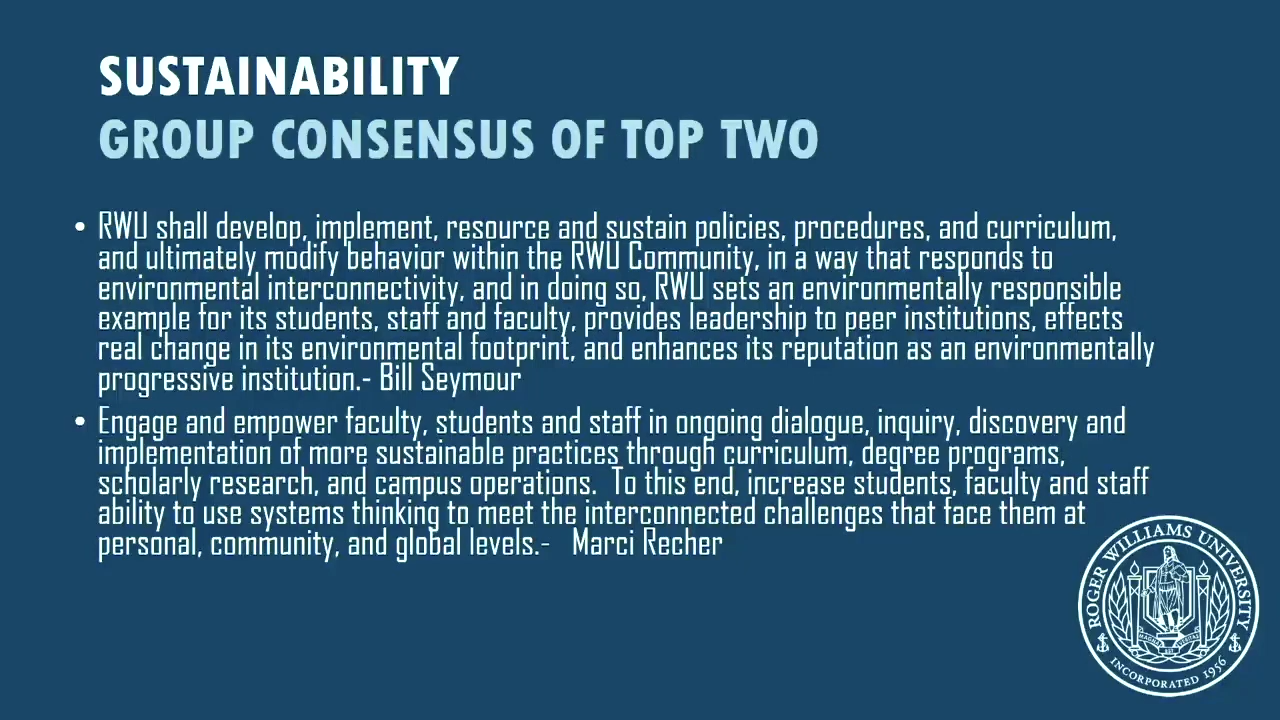 SUSTAINABILITY
GROUP CONSENSUS OF TOP TWO
• RWU shall develop, implement, resource and sustain policies, procedures, and curriculum,
and ultimately modify behavior within the RWU Community, in a way that responds to
environmental interconnectivity, and in doing so, RWU sets an environmentally responsible
example for its students, staff and faculty, provides leadership to peer institutions, effects
real change in its environmental footprint, and enhances its reputation as an environmentally
progressive institution.- Bill Seymour
• Engage and empower faculty, students and staff in ongoing dialogue, inquiry, discovery and
implementation of more sustainable practices through curriculum, degree programs,
scholarly research, and campus operations.  To this end, increase students, faculty and staff
ability to use systems thinking to meet the interconnected challenges that face them at
personal, community, and global levels.-   Marci Recher
ROGER WILLIAMS UNIVERSITY
INCORPORATED 1956